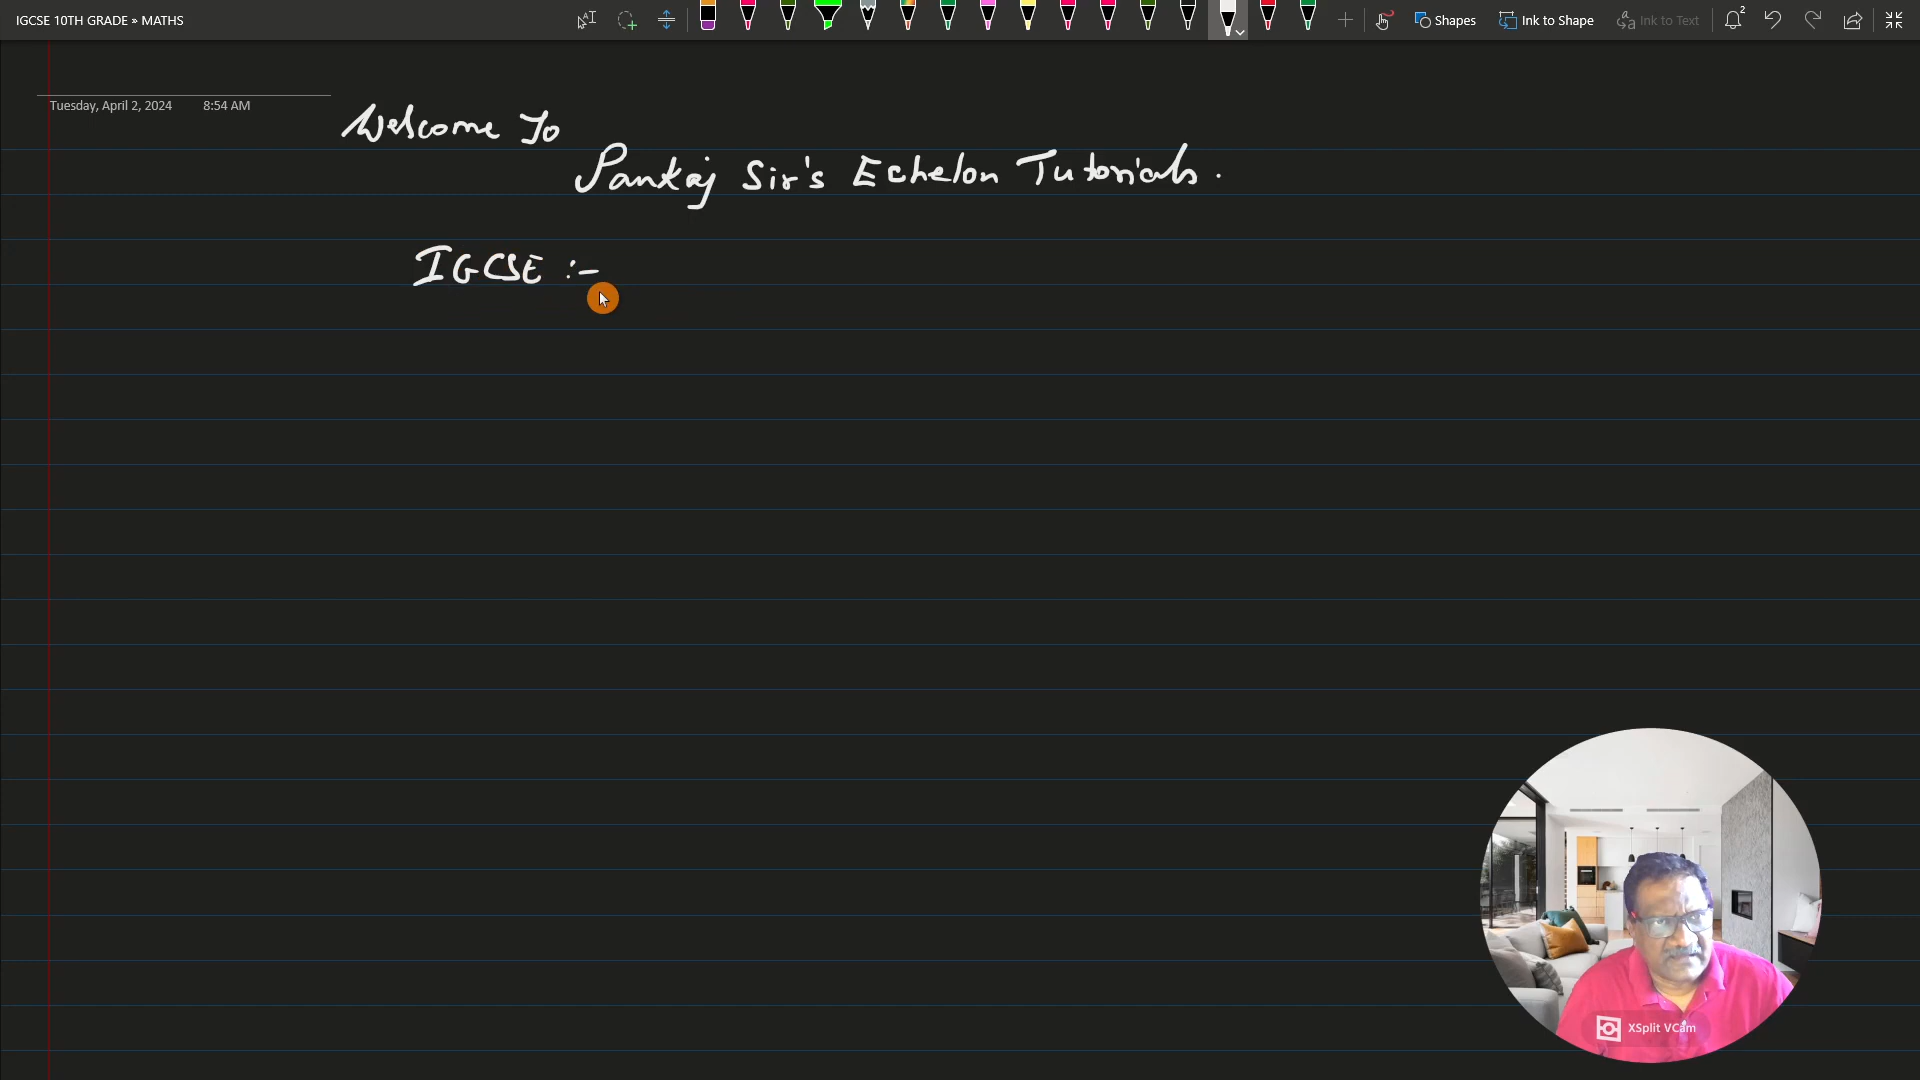 IGCSE 10TH GRADE » MATHS
Shapes
Ink to Shape
Ink to Text
2
Tuesday, April 2, 2024 8:54 AM
Welcome To
Pankaj Sir's Echelon Tutorials.
IGCSE :-
XSplit VCam